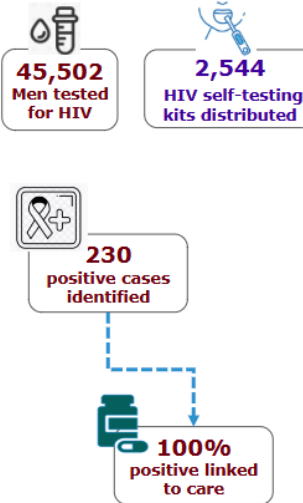 45,502
Men tested
for HIV
2,544
HIV self-testing
kits distributed
230
positive cases
identified
100%
positive linked
to care